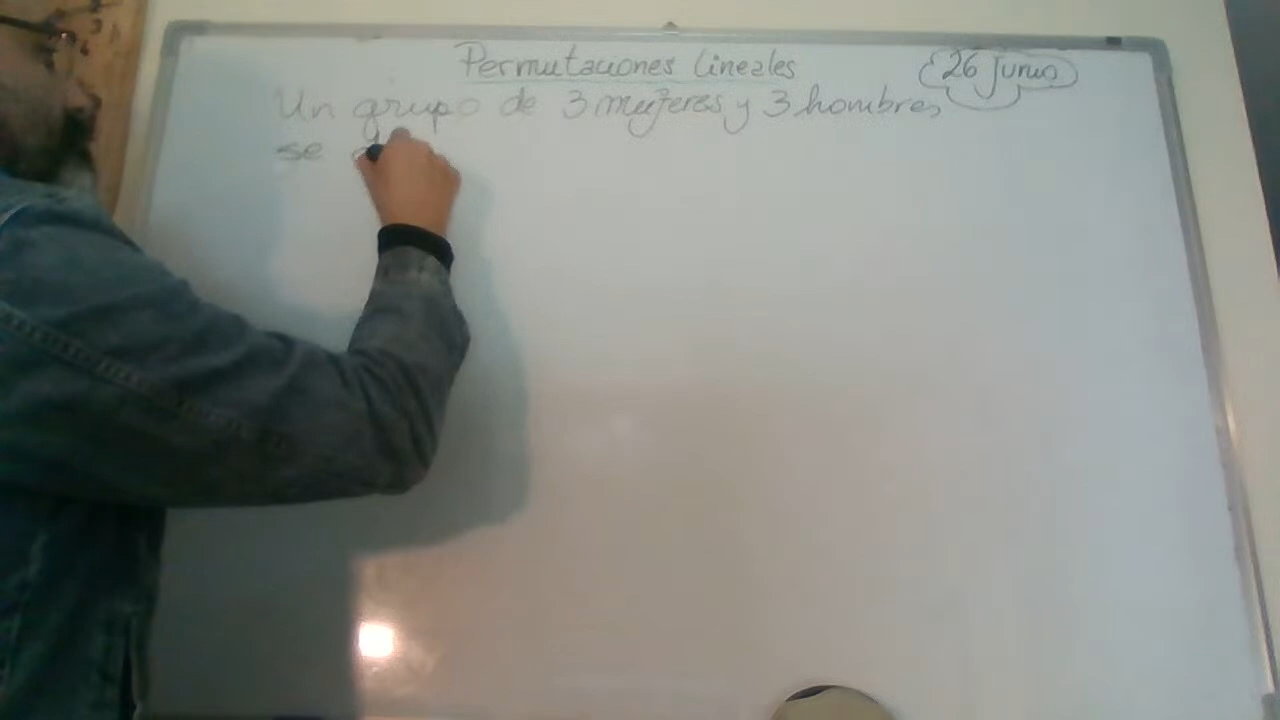 Permutaciones lineales
26 Junio
Un grupo de 3 mujeres y 3 hombres,
se